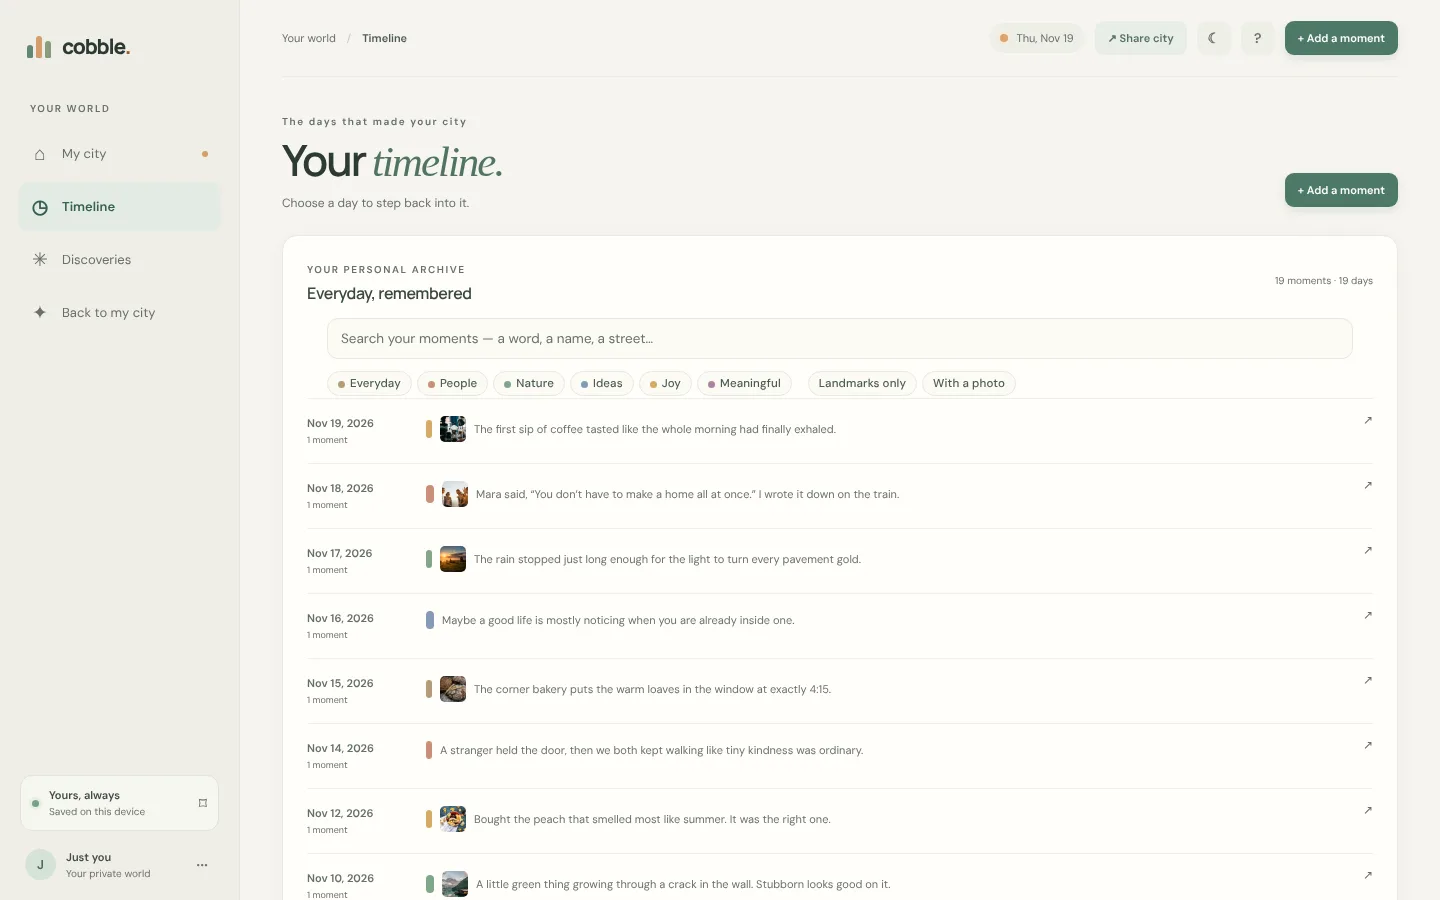 cobble.
YOUR WORLD
My city
Timeline
Discoveries
Back to my city
Yours, always
Saved on this device
J
Just you
Your private world
Your world / Timeline
Thu, Nov 19
↗ Share city
?
+ Add a moment
The days that made your city
Your timeline.
Choose a day to step back into it.
+ Add a moment
YOUR PERSONAL ARCHIVE
Everyday, remembered
19 moments · 19 days
Search your moments — a word, a name, a street...
Everyday People Nature Ideas Joy Meaningful Landmarks only With a photo
Nov 19, 2026
1 moment
The first sip of coffee tasted like the whole morning had finally exhaled.
Nov 18, 2026
1 moment
Mara said, “You don’t have to make a home all at once.” I wrote it down on the train.
Nov 17, 2026
1 moment
The rain stopped just long enough for the light to turn every pavement gold.
Nov 16, 2026
1 moment
Maybe a good life is mostly noticing when you are already inside one.
Nov 15, 2026
1 moment
The corner bakery puts the warm loaves in the window at exactly 4:15.
Nov 14, 2026
1 moment
A stranger held the door, then we both kept walking like tiny kindness was ordinary.
Nov 12, 2026
1 moment
Bought the peach that smelled most like summer. It was the right one.
Nov 10, 2026
1 moment
A little green thing growing through a crack in the wall. Stubborn looks good on it.